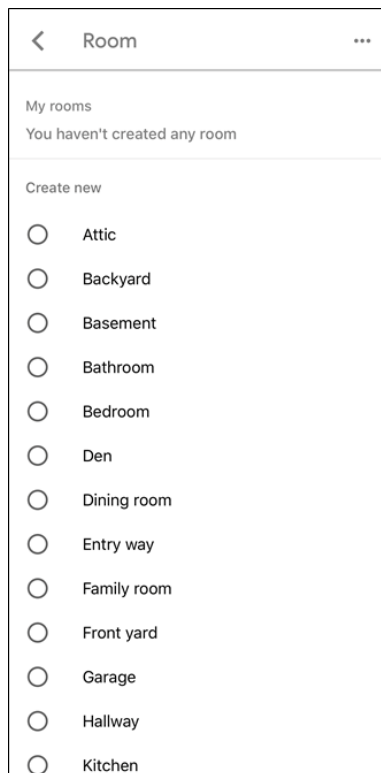 Room
My rooms
You haven't created any room
Create new
Attic
Backyard
Basement
Bathroom
Bedroom
Den
Dining room
Entry way
Family room
Front yard
Garage
Hallway
Kitchen